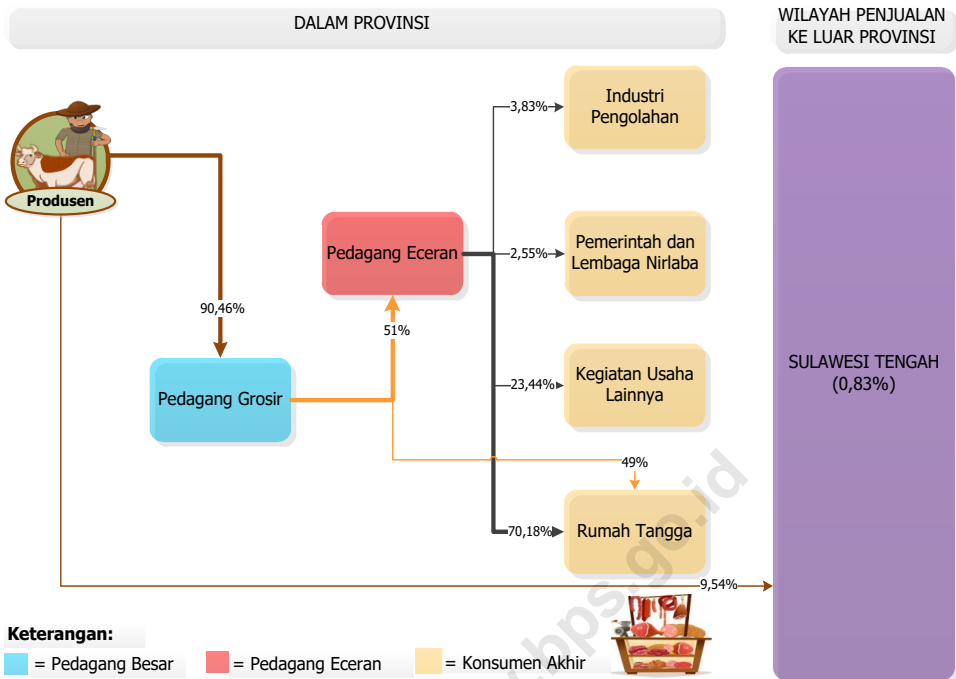 DALAM PROVINSI
WILAYAH PENJUALAN
KE LUAR PROVINSI
Produsen
90,46%
Pedagang Grosir
Pedagang Eceran
51%
49%
3,83%
Industri
Pengolahan
2,55%
Pemerintah dan
Lembaga Nirlaba
23,44%
Kegiatan Usaha
Lainnya
70,18%
Rumah Tangga
9,54%
SULAWESI TENGAH
(0,83%)
Keterangan:
= Pedagang Besar
= Pedagang Eceran
= Konsumen Akhir
.bps.go.id